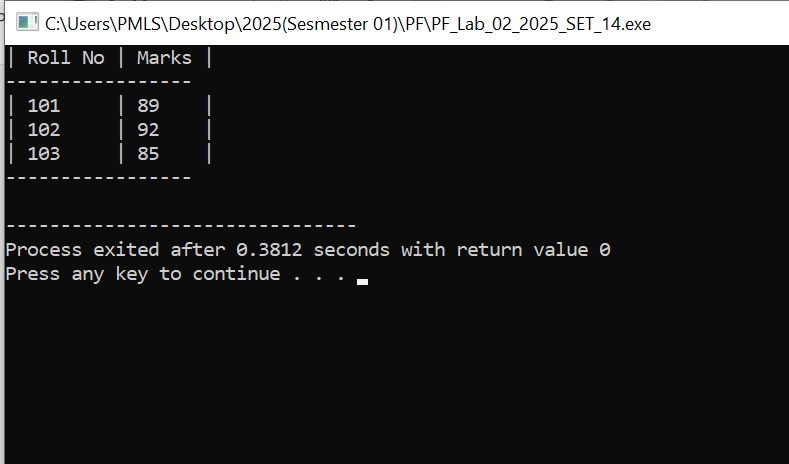 C:\Users\PMLS\Desktop\2025(Sesmester 01)\PF\PF_Lab_02_2025_SET_14.exe
| Roll No | Marks |
-----------------
| 101     | 89    |
| 102     | 92    |
| 103     | 85    |
-----------------

--------------------------------
Process exited after 0.3812 seconds with return value 0
Press any key to continue . . .